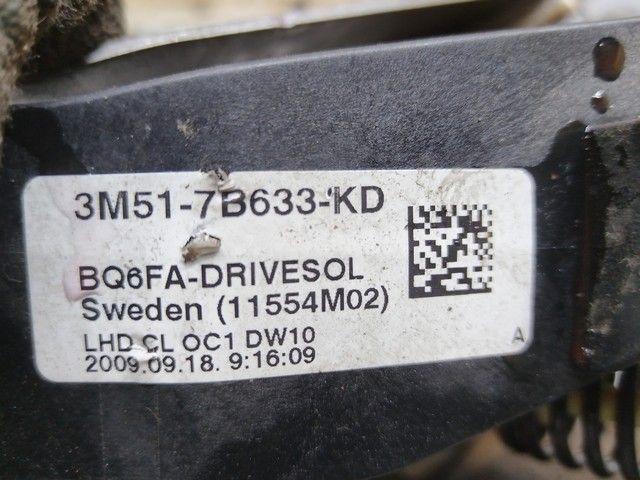 3M51-7B633-KD
BQ6FA-DRIVESOL
Sweden (11554M02)
LHD CL OC1 DW10
2009.09.18. 9:16:09
A